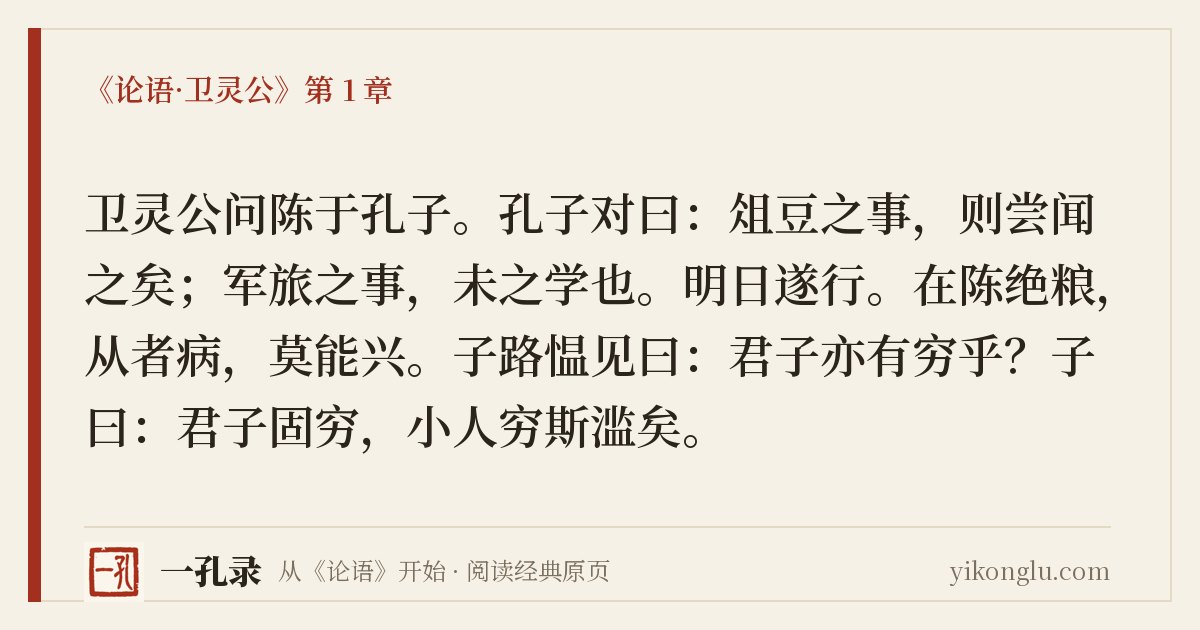 《论语·卫灵公》第 1 章
卫灵公问陈于孔子。孔子对曰：俎豆之事，则尝闻
之矣；军旅之事，未之学也。明日遂行。在陈绝粮，
从者病，莫能兴。子路愠见曰：君子亦有穷乎？子
曰：君子固穷，小人穷斯滥矣。
一孔
一孔录 从《论语》开始 · 阅读经典原页
yikonglu.com